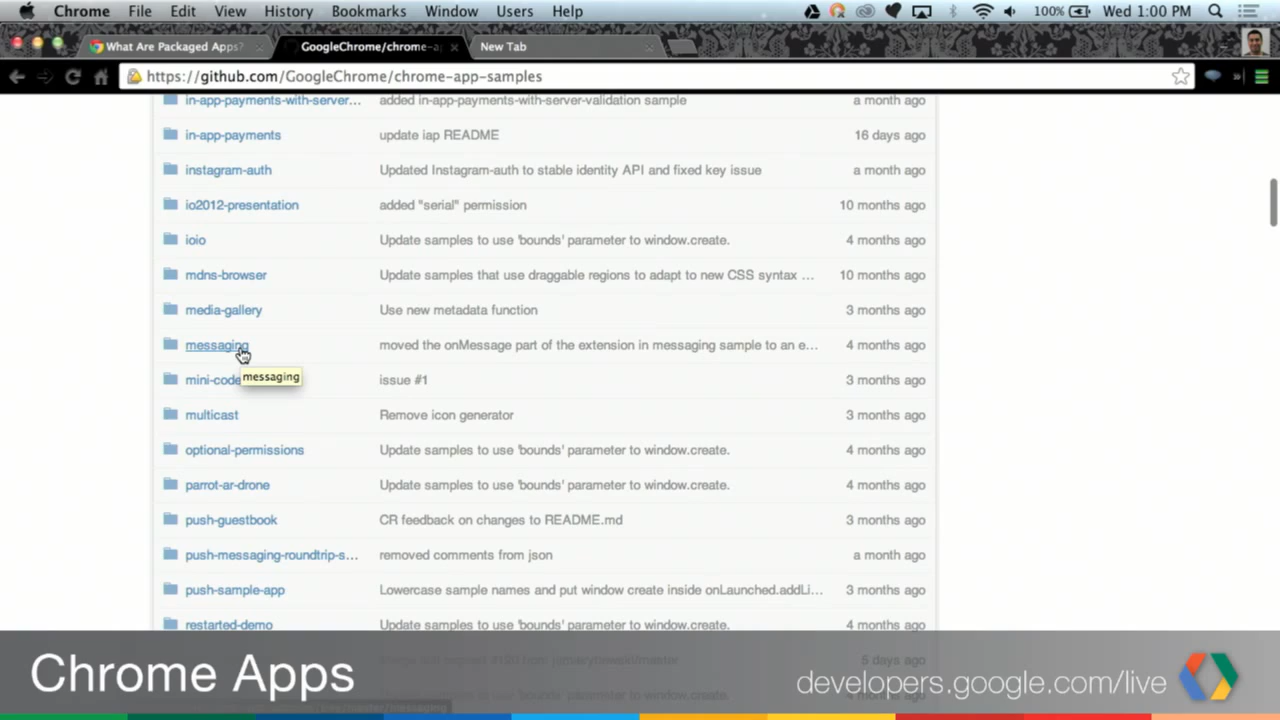 Chrome File Edit View History Bookmarks Window Users Help 100% Wed 1:00 PM
What Are Packaged Apps? GoogleChrome/chrome-a New Tab
https://github.com/GoogleChrome/chrome-app-samples
in-app-payments-with-server... added in-app-payments-with-server-validation sample a month ago
in-app-payments update iap README 16 days ago
instagram-auth Updated Instagram-auth to stable identity API and fixed key issue a month ago
io2012-presentation added "serial" permission 10 months ago
ioio Update samples to use 'bounds' parameter to window.create. 4 months ago
mdns-browser Update samples that use draggable regions to adapt to new CSS syntax ... 10 months ago
media-gallery Use new metadata function 3 months ago
messaging moved the onMessage part of the extension in messaging sample to an e... 4 months ago
messaging
mini-code issue #1 3 months ago
multicast Remove icon generator 3 months ago
optional-permissions Update samples to use 'bounds' parameter to window.create. 4 months ago
parrot-ar-drone Update samples to use 'bounds' parameter to window.create. 4 months ago
push-guestbook CR feedback on changes to README.md 3 months ago
push-messaging-roundtrip-s... removed comments from json a month ago
push-sample-app Lowercase sample names and put window create inside onLaunched.addLi... 3 months ago
restarted-demo Update samples to use 'bounds' parameter to window.create. 4 months ago
5 days ago
Chrome Apps
developers.google.com/live